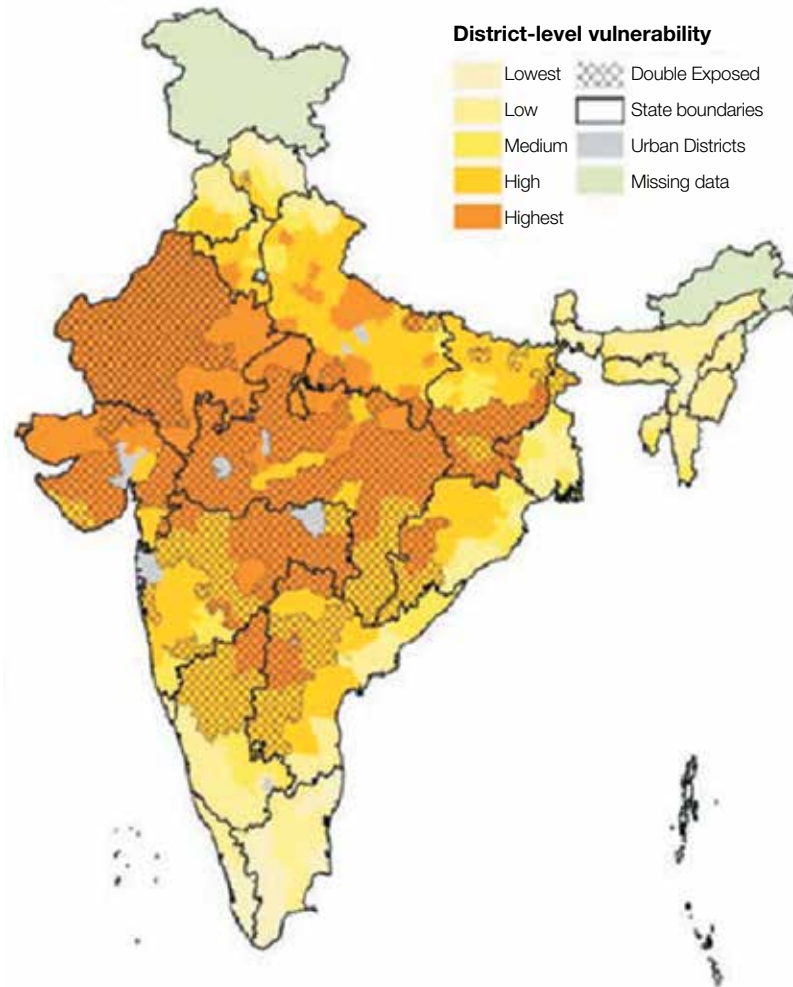 District-level vulnerability
Lowest
Low
Medium
High
Highest
Double Exposed
State boundaries
Urban Districts
Missing data